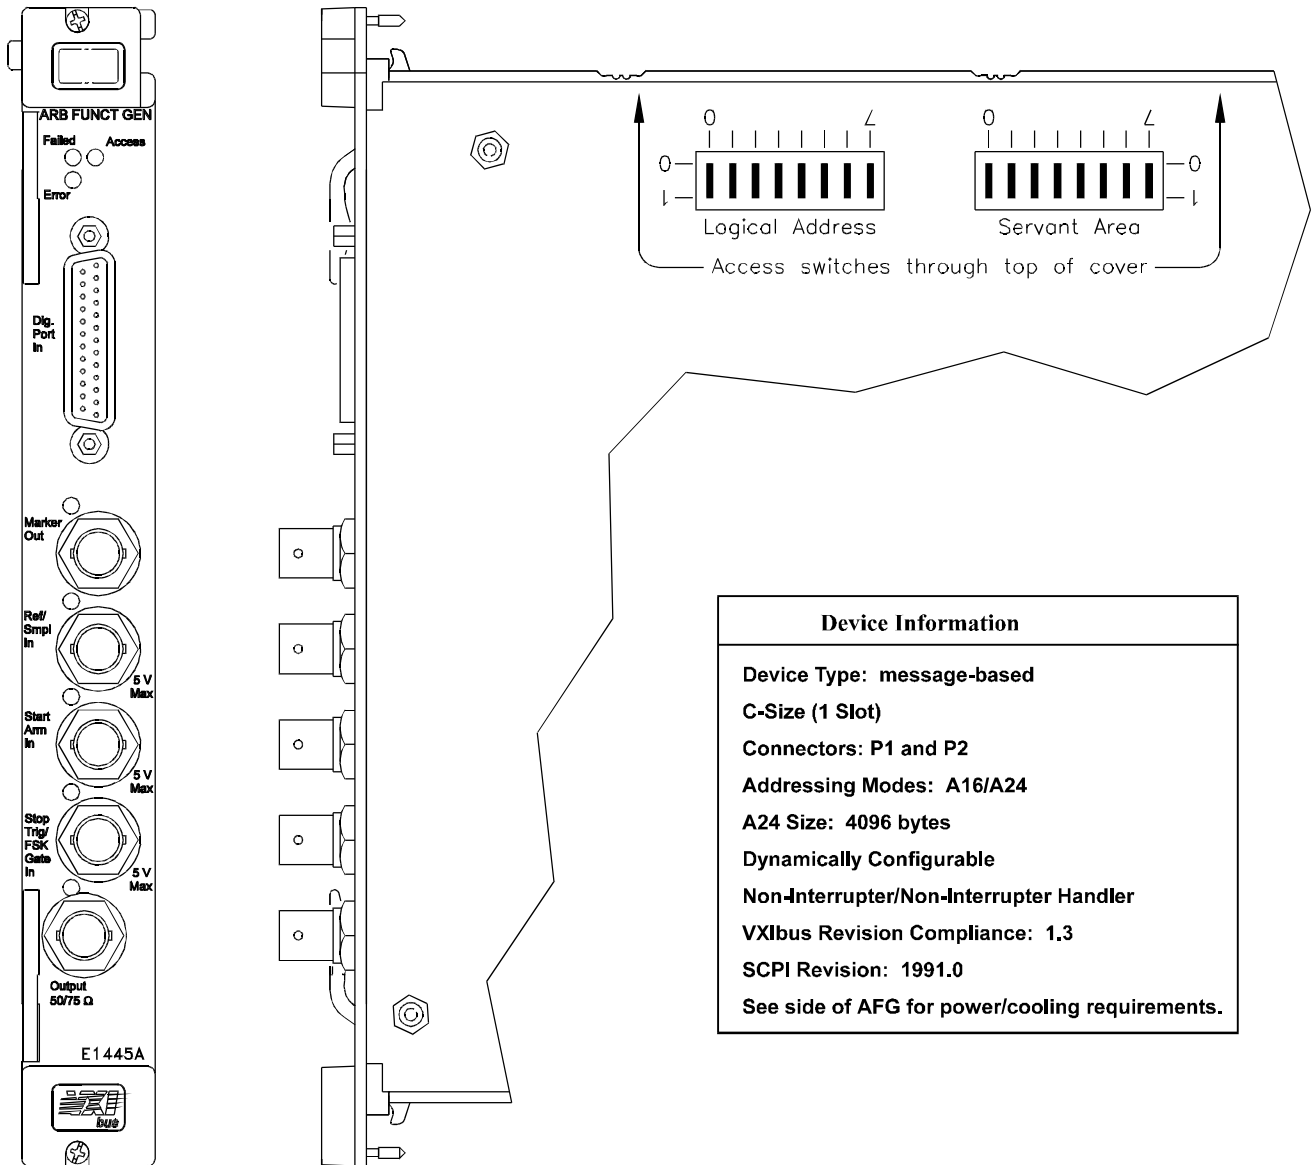 ARB FUNCT GEN
Failed Access
Error
Dig.
Port
In
Marker
Out
Ref/
Smpl
In
5 V
Max
Start
Arm
In
5 V
Max
Stop
Trig/
FSK
Gate
In
5 V
Max
Output
50/75 Ω
E1445A
VXI
bus
0 7
0
1
Logical Address
0 7
0
1
Servant Area
Access switches through top of cover
Device Information
Device Type: message-based
C-Size (1 Slot)
Connectors: P1 and P2
Addressing Modes: A16/A24
A24 Size: 4096 bytes
Dynamically Configurable
Non-Interrupter/Non-Interrupter Handler
VXIbus Revision Compliance: 1.3
SCPI Revision: 1991.0
See side of AFG for power/cooling requirements.